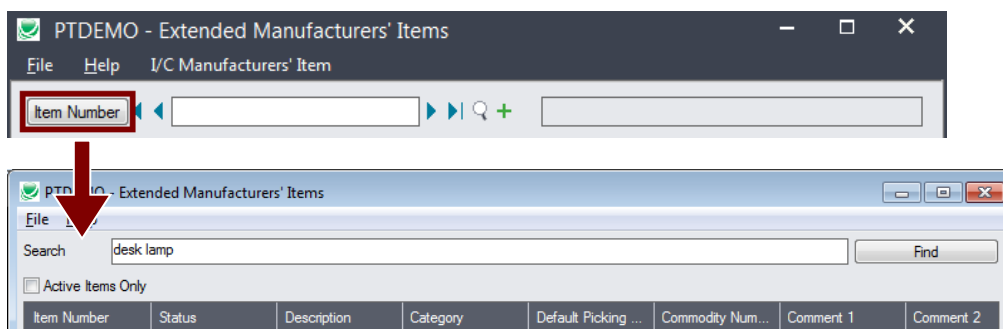 PTDEMO - Extended Manufacturers' Items
File Help I/C Manufacturers' Item
Item Number
- Extended Manufacturers' Items
File
Search desk lamp Find
Active Items Only
Item Number Status Description Category Default Picking ... Commodity Num... Comment 1 Comment 2